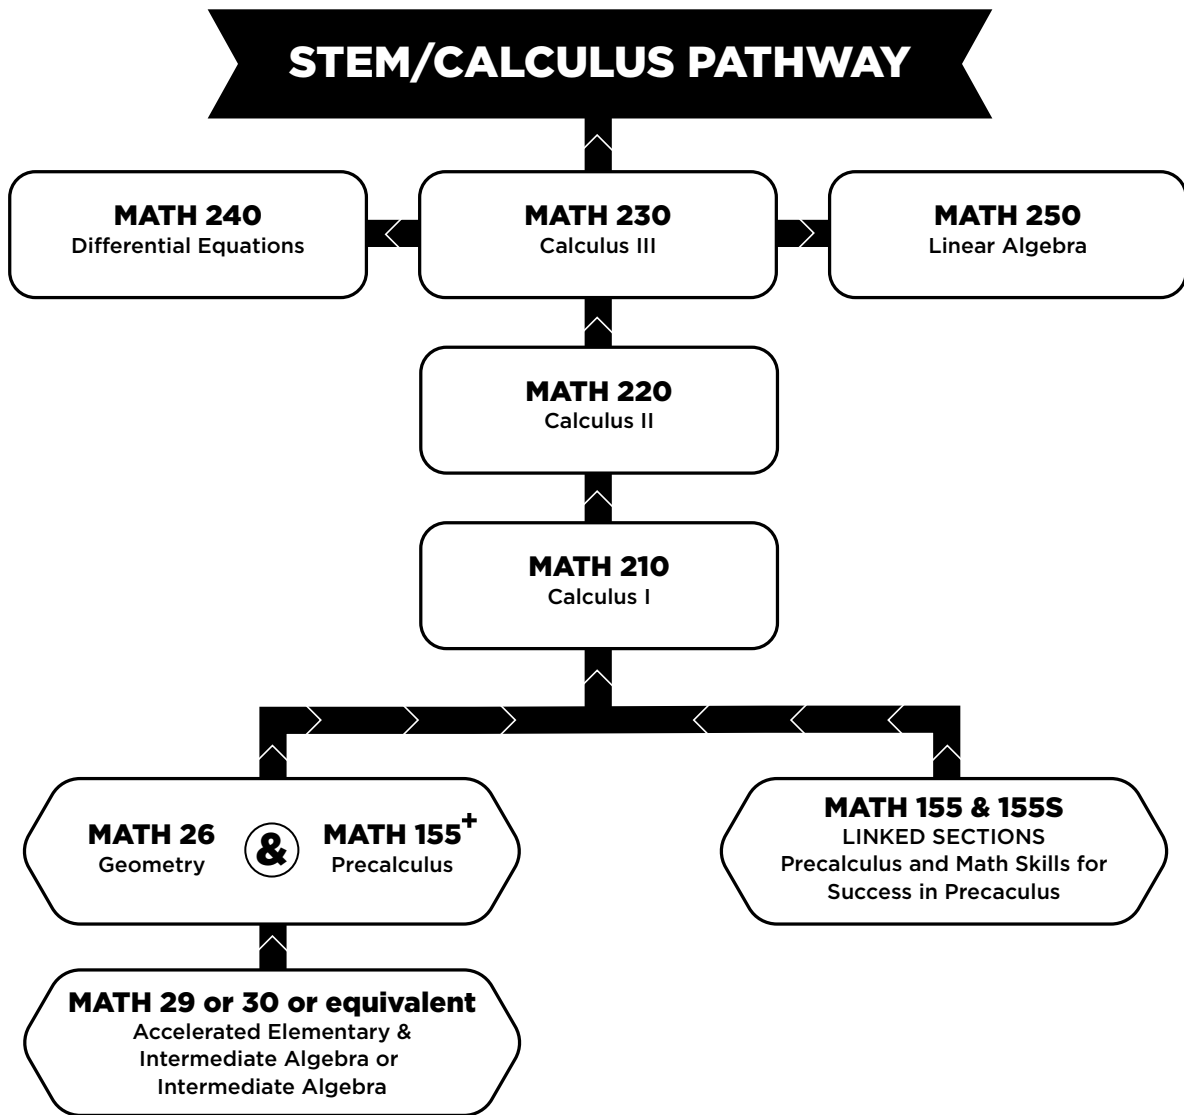 STEM/CALCULUS PATHWAY
MATH 240
Differential Equations
MATH 230
Calculus III
MATH 250
Linear Algebra
MATH 220
Calculus II
MATH 210
Calculus I
MATH 26
Geometry
&
MATH 155+
Precalculus
MATH 155 & 155S
LINKED SECTIONS
Precalculus and Math Skills for
Success in Precaculus
MATH 29 or 30 or equivalent
Accelerated Elementary &
Intermediate Algebra or
Intermediate Algebra